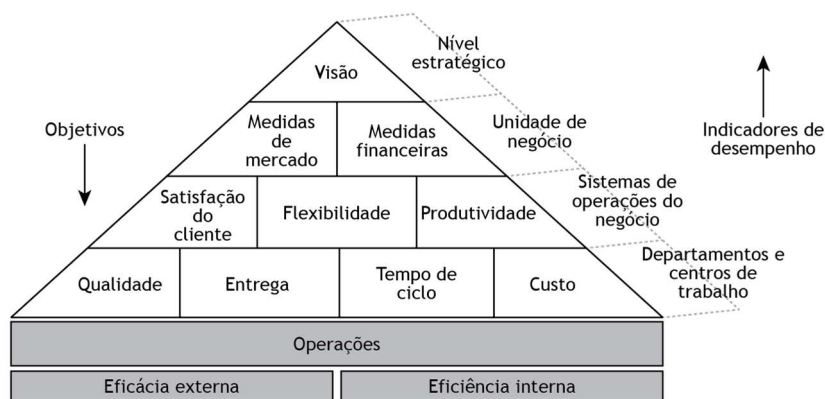 Visão
Nível
estratégico
Objetivos
Medidas
de
mercado
Medidas
financeiras
Unidade de
negócio
Indicadores de
desempenho
Satisfação
do
cliente
Flexibilidade
Produtividade
Sistemas de
operações do
negócio
Qualidade
Entrega
Tempo de
ciclo
Custo
Departamentos e
centros de
trabalho
Operações
Eficácia externa
Eficiência interna